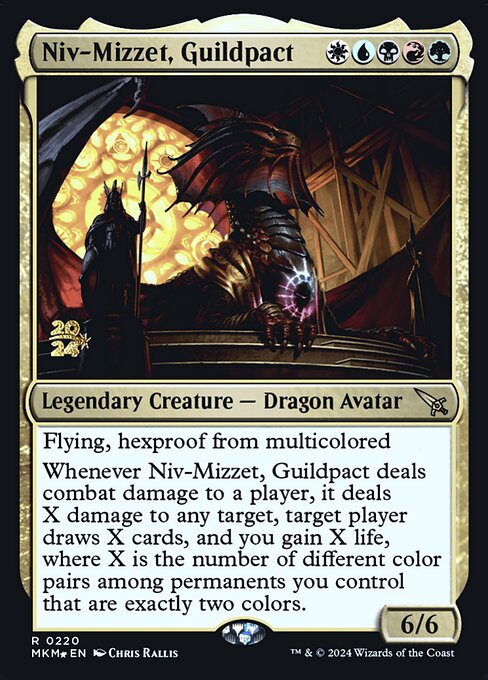 Niv-Mizzet, Guildpact
2024
Legendary Creature — Dragon Avatar
Flying, hexproof from multicolored
Whenever Niv-Mizzet, Guildpact deals
combat damage to a player, it deals
X damage to any target, target player
draws X cards, and you gain X life,
where X is the number of different color
pairs among permanents you control
that are exactly two colors.
6/6
R 0220
MKM★EN Chris Rallis
™ & © 2024 Wizards of the Coast